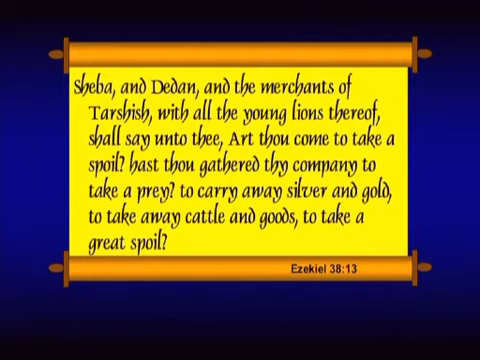 Sheba, and Dedan, and the merchants of
Tarshish, with all the young lions thereof,
shall say unto thee, Art thou come to take a
spoil? hast thou gathered thy company to
take a prey? to carry away silver and gold,
to take away cattle and goods, to take a
great spoil?
Ezekiel 38:13